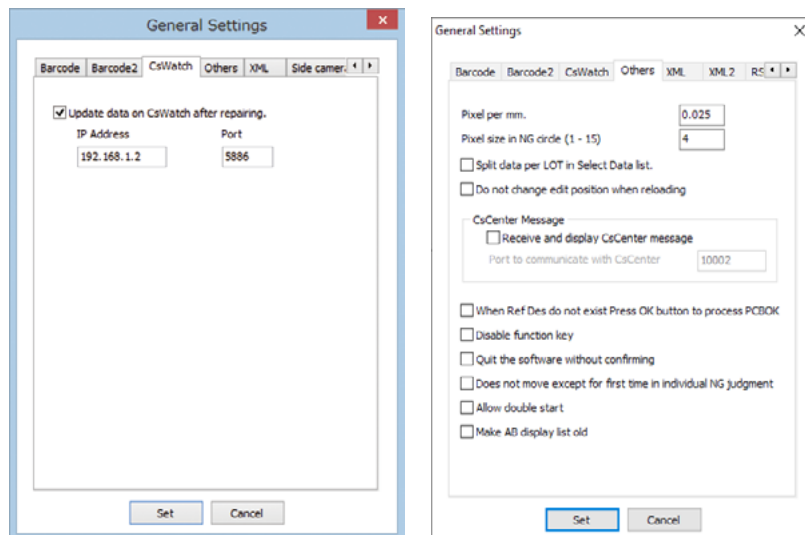 General Settings
Barcode Barcode2 CsWatch Others XML Side camer
Update data on CsWatch after repairing.
IP Address Port
192.168.1.2 5886
Set Cancel
General Settings
Barcode Barcode2 CsWatch Others XML XML2 RS
Pixel per mm. 0.025
Pixel size in NG circle (1 - 15) 4
Split data per LOT in Select Data list.
Do not change edit position when reloading
CsCenter Message
Receive and display CsCenter message
Port to communicate with CsCenter 10002
When Ref Des do not exist Press OK button to process PCBOK
Disable function key
Quit the software without confirming
Does not move except for first time in individual NG judgment
Allow double start
Make AB display list old
Set Cancel